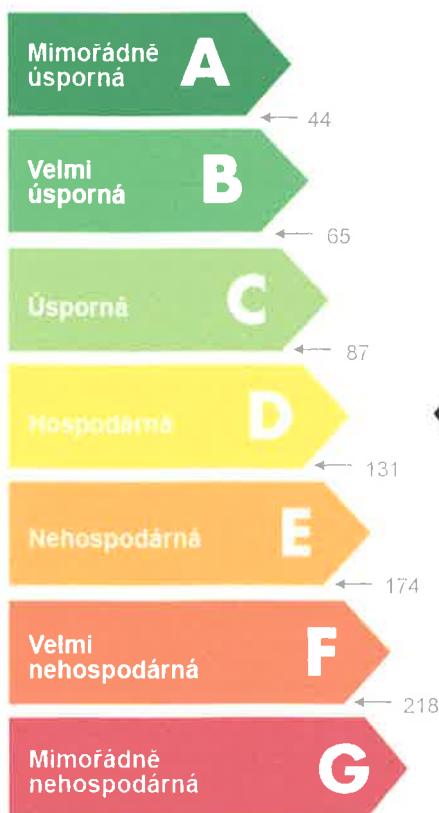 Mimořádně
úsporná
A
44
Velmi
úsporná
B
65
Úsporná
C
87
Hospodárná
D
131
Nehospodárná
E
174
Velmi
nehospodárná
F
218
Mimořádně
nehospodárná
G